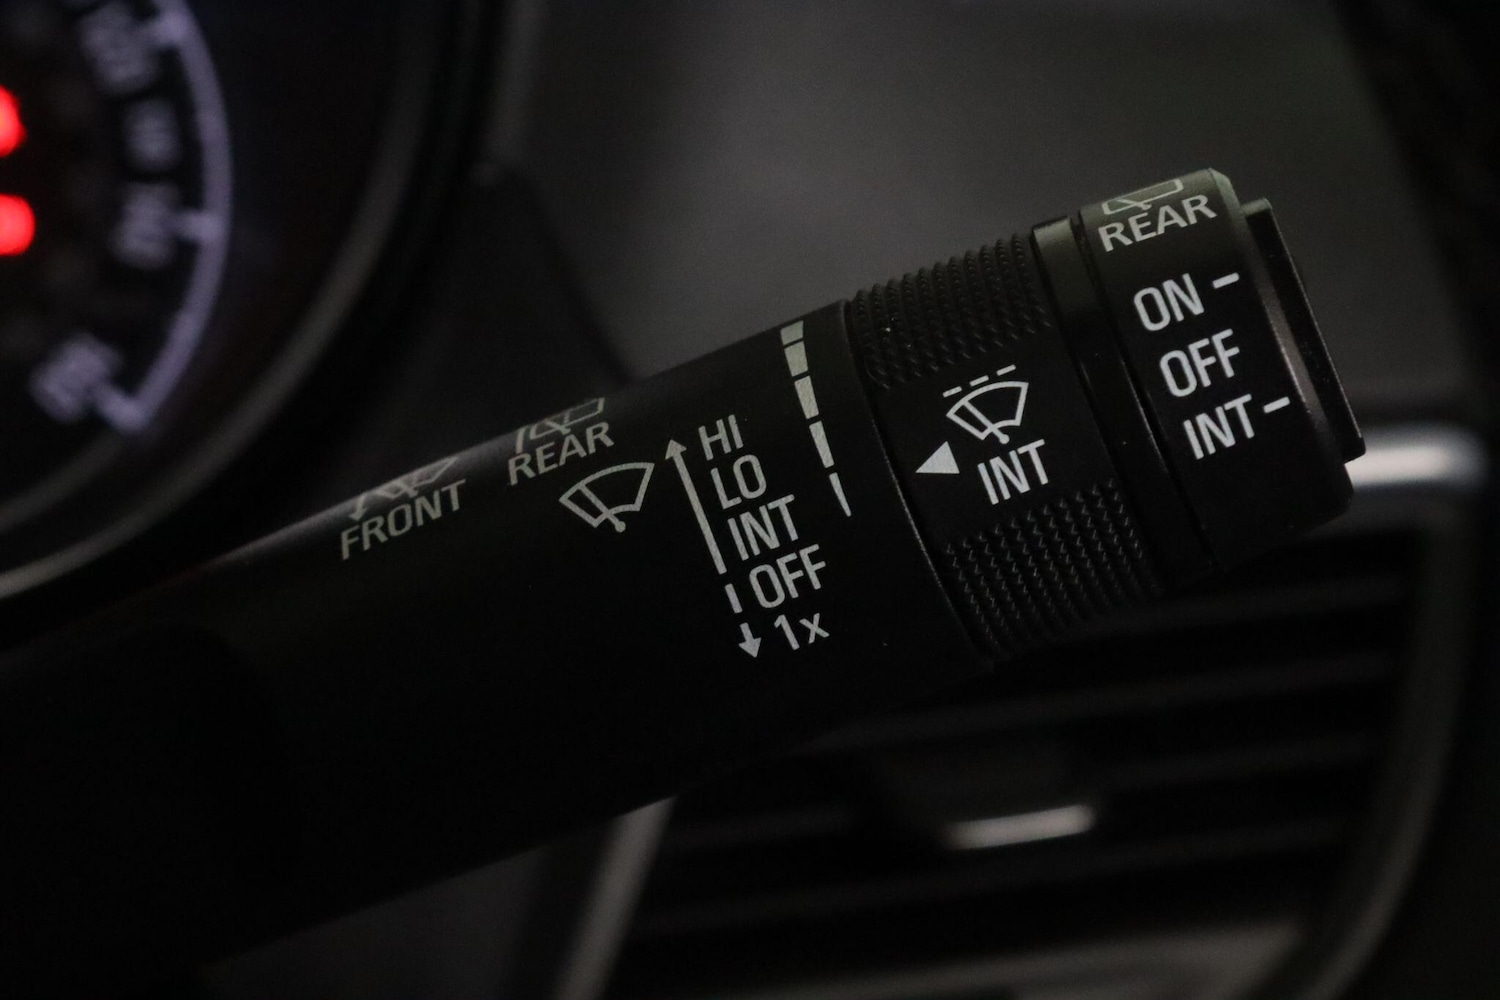 FRONT
REAR
HI
LO
INT
OFF
1x
INT
REAR
ON
OFF
INT